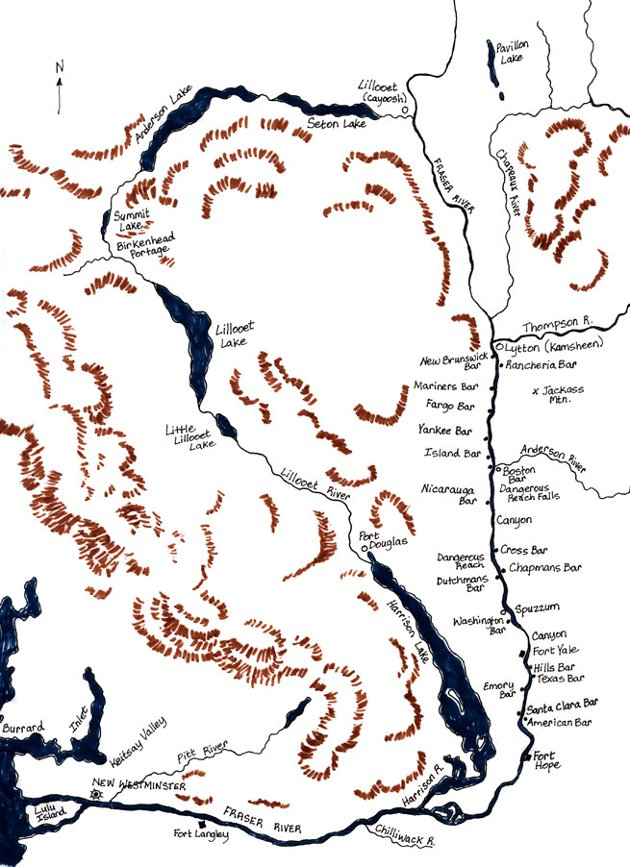 N
Pavillon
Lake
Lillooet
(Cayoosh)
Anderson Lake
Seton Lake
FRASER RIVER
Chapeaux River
Summit
Lake
Birkenhead
Portage
Thompson R.
Lytton (Kamsheen)
Lillooet
Lake
New Brunswick
Bar
Rancheria Bar
Mariners Bar
x Jackass
Mtn.
Fargo Bar
Little
Lillooet
Lake
Yankee Bar
Anderson River
Island Bar
Boston
Bar
Lillooet River
Nicarauga
Bar
Dangerous
Reach Falls
Canyon
Port
Douglas
Cross Bar
Dangerous
Reach
Chapmans Bar
Dutchmans
Bar
Harrison Lake
Spuzzum
Washington
Bar
Canyon
Fort Yale
Hills Bar
Texas Bar
Emory
Bar
Santa Clara Bar
American Bar
Burrard
Inlet
Keitsay Valley
Pitt River
Fort
Hope
NEW WESTMINSTER
Harrison R.
Lulu
Island
Fort Langley
FRASER RIVER
Chilliwack R.